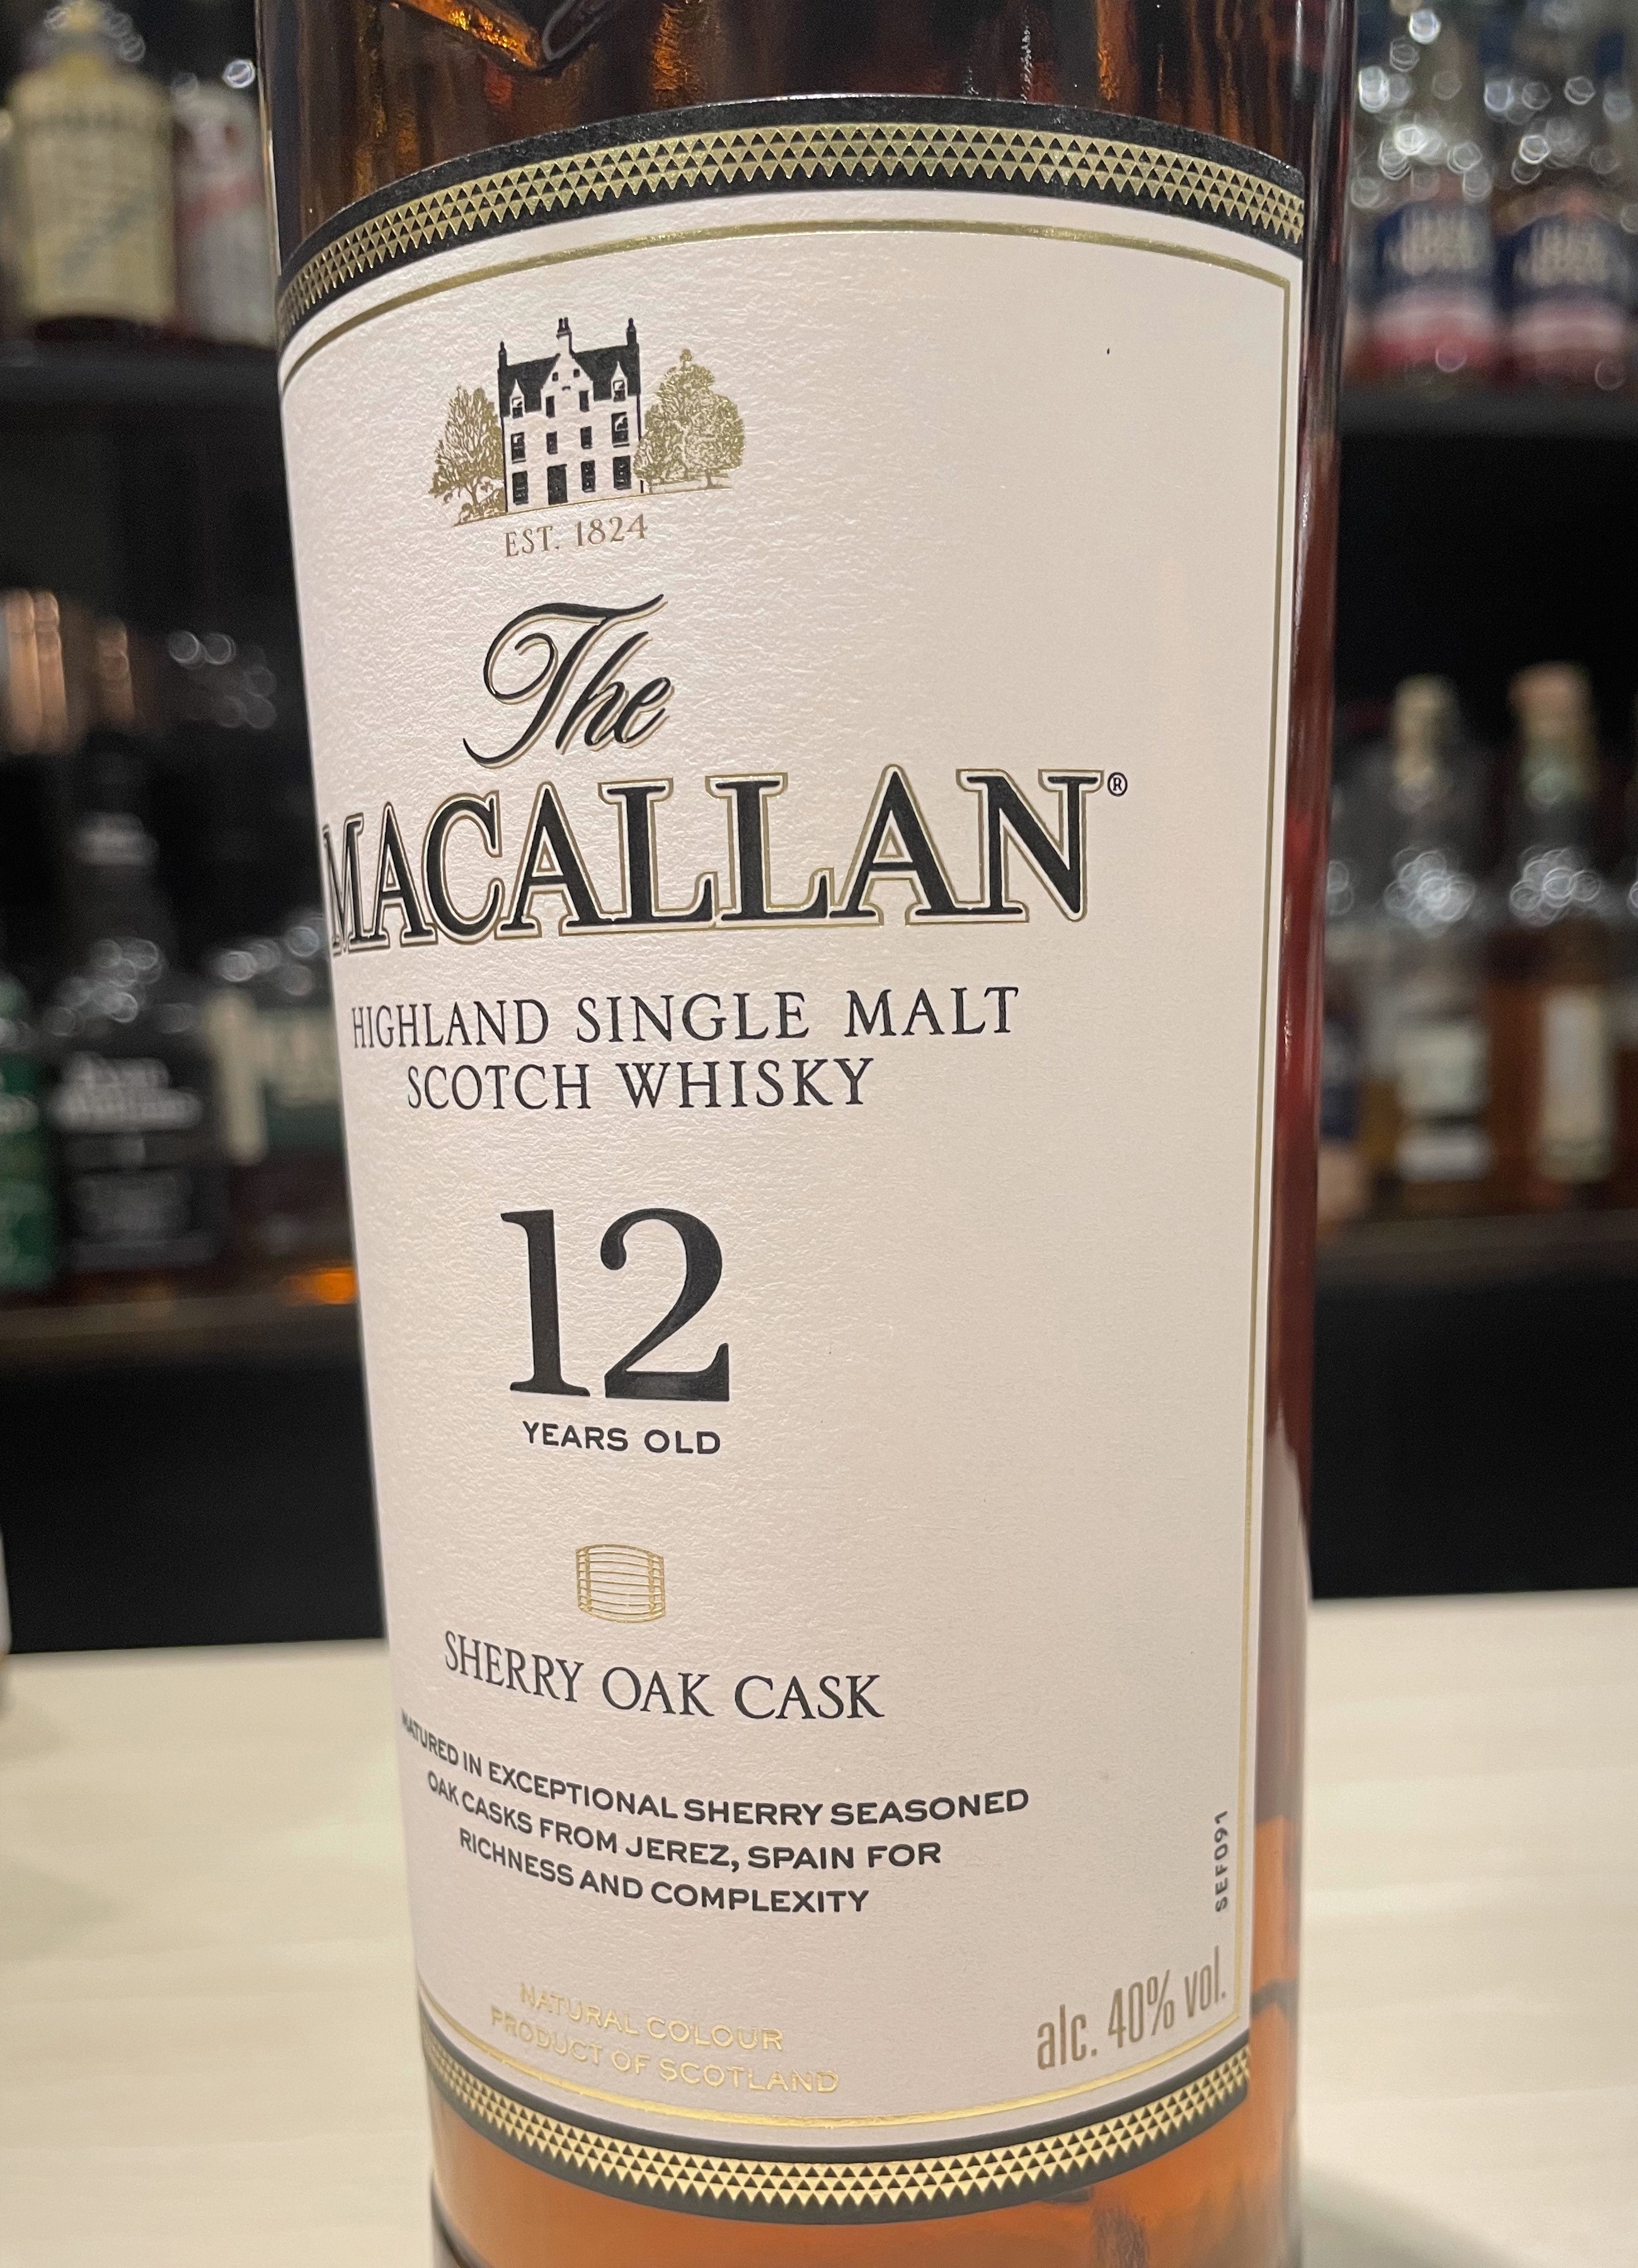 EST. 1824
The
MACALLAN®
HIGHLAND SINGLE MALT
SCOTCH WHISKY
12
YEARS OLD
SHERRY OAK CASK
MATURED IN EXCEPTIONAL SHERRY SEASONED
OAK CASKS FROM JEREZ, SPAIN FOR
RICHNESS AND COMPLEXITY
SEF091
NATURAL COLOUR
PRODUCT OF SCOTLAND
alc. 40% vol.